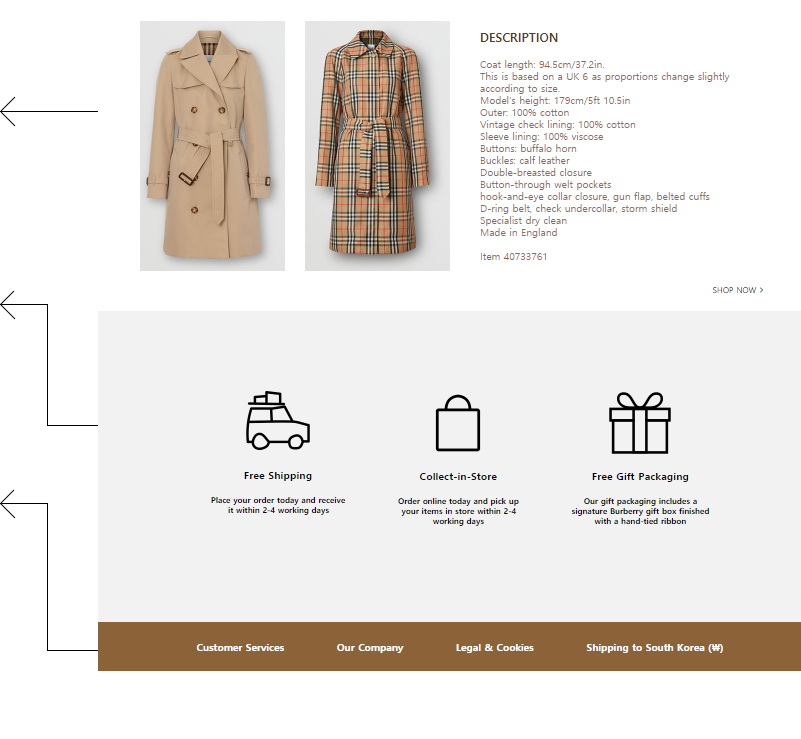 DESCRIPTION
Coat length: 94.5cm/37.2in.
This is based on a UK 6 as proportions change slightly
according to size.
Model's height: 179cm/5ft 10.5in
Outer: 100% cotton
Vintage check lining: 100% cotton
Sleeve lining: 100% viscose
Buttons: buffalo horn
Buckles: calf leather
Double-breasted closure
Button-through welt pockets
hook-and-eye collar closure, gun flap, belted cuffs
D-ring belt, check undercollar, storm shield
Specialist dry clean
Made in England
Item 40733761
SHOP NOW >
Free Shipping
Place your order today and receive
it within 2-4 working days
Collect-in-Store
Order online today and pick up
your items in store within 2-4
working days
Free Gift Packaging
Our gift packaging includes a
signature Burberry gift box finished
with a hand-tied ribbon
Customer Services
Our Company
Legal & Cookies
Shipping to South Korea (₩)